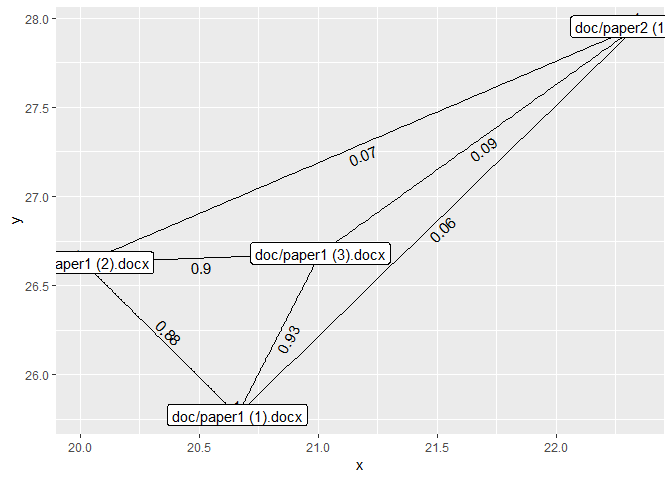 28.0
doc/paper2 (1
27.5
0.07
0.09
27.0
0.06
y
aper1 (2).docx
0.9
doc/paper1 (3).docx
26.5
0.88
0.93
26.0
doc/paper1 (1).docx
20.0 20.5 21.0 21.5 22.0
x